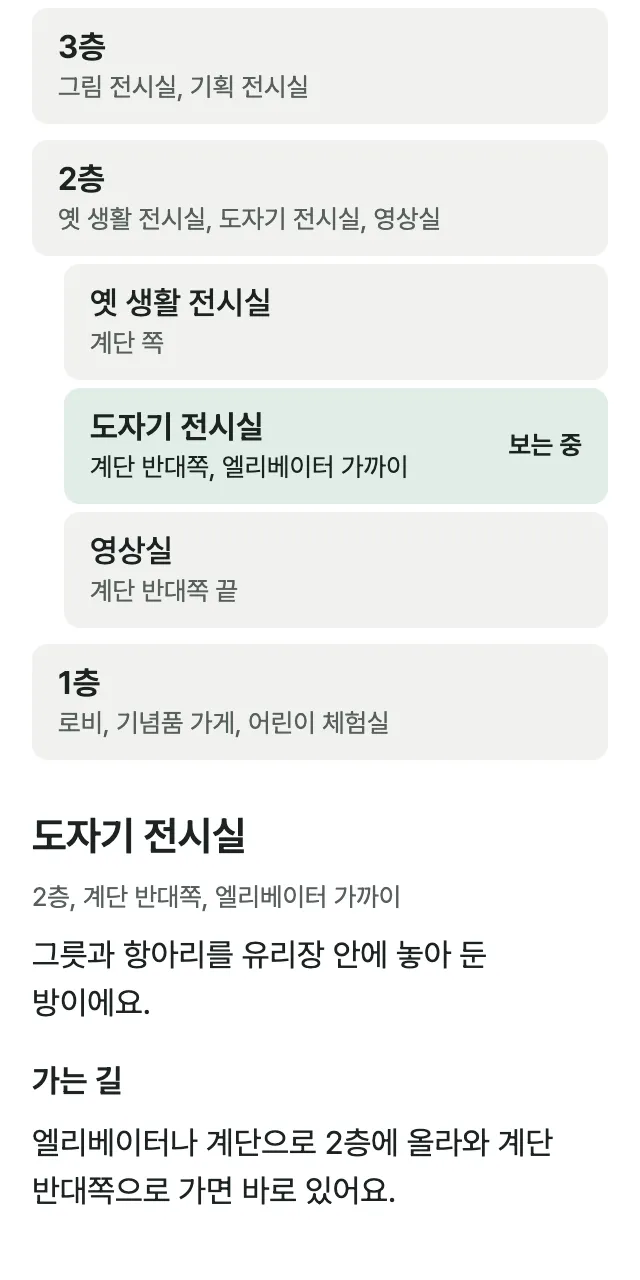 3층
그림 전시실, 기획 전시실
2층
옛 생활 전시실, 도자기 전시실, 영상실
옛 생활 전시실
계단 쪽
도자기 전시실
계단 반대쪽, 엘리베이터 가까이
보는 중
영상실
계단 반대쪽 끝
1층
로비, 기념품 가게, 어린이 체험실
도자기 전시실
2층, 계단 반대쪽, 엘리베이터 가까이
그릇과 항아리를 유리장 안에 놓아 둔
방이에요.
가는 길
엘리베이터나 계단으로 2층에 올라와 계단
반대쪽으로 가면 바로 있어요.